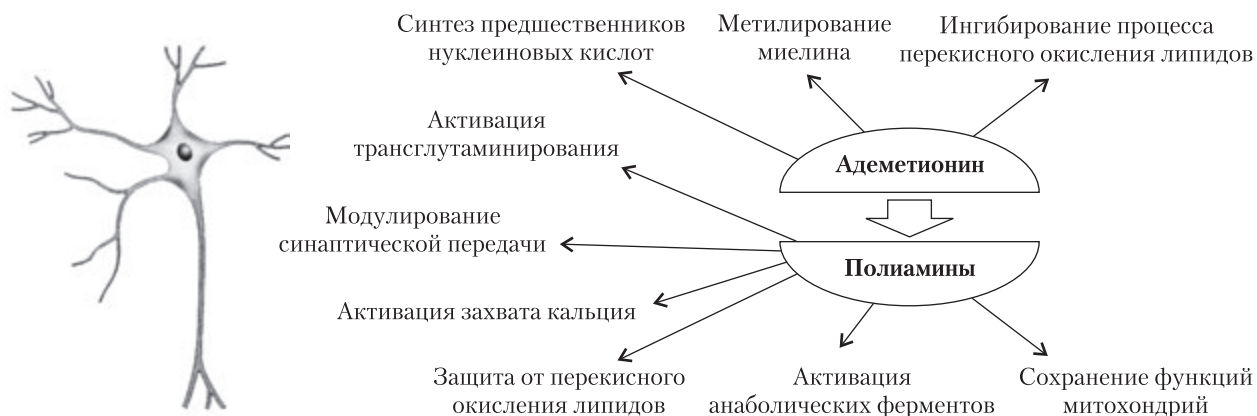 Синтез предшественников
нуклеиновых кислот
Метилирование
миелина
Ингибирование процесса
перекисного окисления липидов
Активация
трансглутаминирования
Адеметионин
Модулирование
синаптической передачи
Полиамины
Активация захвата кальция
Защита от перекисного
окисления липидов
Активация
анаболических ферментов
Сохранение функций
митохондрий